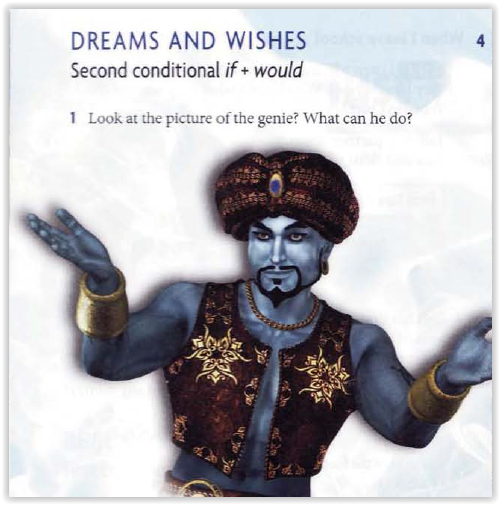 DREAMS AND WISHES
4
Second conditional if + would
1 Look at the picture of the genie? What can he do?